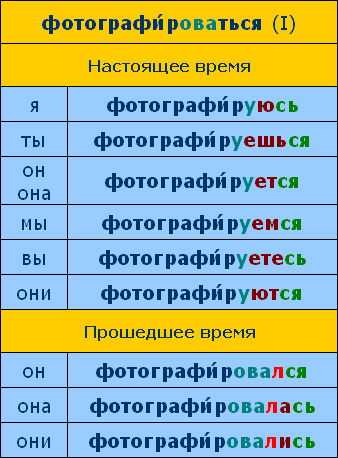 фотографи́роваться (I)
Настоящее время
я фотографи́руюсь
ты фотографи́руешься
он
она фотографи́руется
мы фотографи́руемся
вы фотографи́руетесь
они фотографи́руются
Прошедшее время
он фотографи́ровался
она фотографи́ровалась
они фотографи́ровались